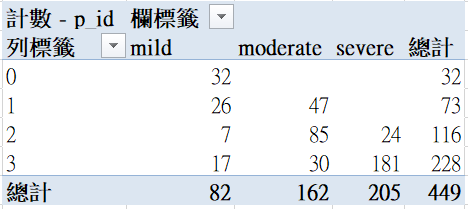 計數 - p_id 欄標籤
列標籤 mild moderate severe 總計
0 32 32
1 26 47 73
2 7 85 24 116
3 17 30 181 228
總計 82 162 205 449